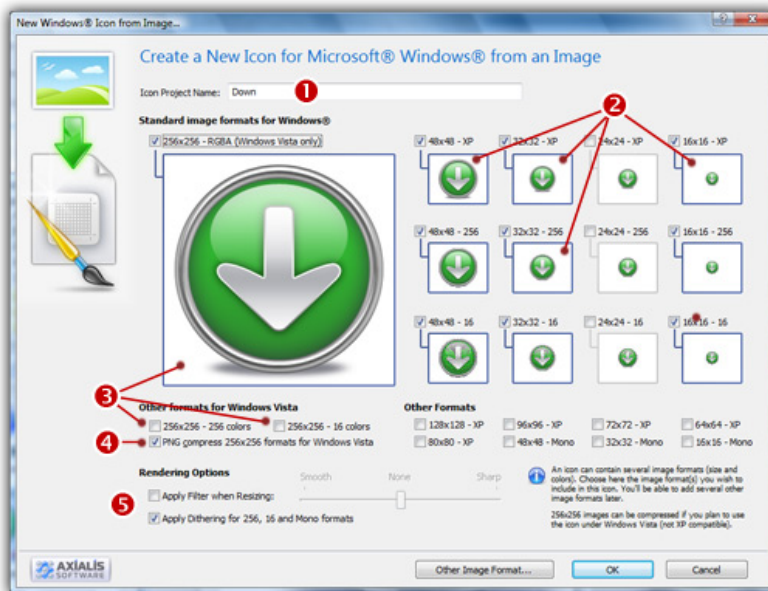 New Windows® Icon from Image...
Create a New Icon for Microsoft® Windows® from an Image
Icon Project Name: Down
1
2
Standard image formats for Windows®
256x256 - RGBA (Windows Vista only)
48x48 - XP
32x32 - XP
24x24 - XP
16x16 - XP
48x48 - 256
32x32 - 256
24x24 - 256
16x16 - 256
48x48 - 16
32x32 - 16
24x24 - 16
16x16 - 16
3
Other formats for Windows Vista
256x256 - 256 colors
256x256 - 16 colors
4
PNG compress 256x256 formats for Windows Vista
Other Formats
128x128 - XP
96x96 - XP
72x72 - XP
64x64 - XP
80x80 - XP
48x48 - Mono
32x32 - Mono
16x16 - Mono
Rendering Options
Smooth
None
Sharp
5
Apply Filter when Resizing:
Apply Dithering for 256, 16 and Mono formats
An icon can contain several image formats (size and
colors). Choose here the image format(s) you wish to
include in this icon. You'll be able to add several other
image formats later.
256x256 images can be compressed if you plan to use
the icon under Windows Vista (not XP compatible).
AXIALIS
SOFTWARE
Other Image Format...
OK
Cancel